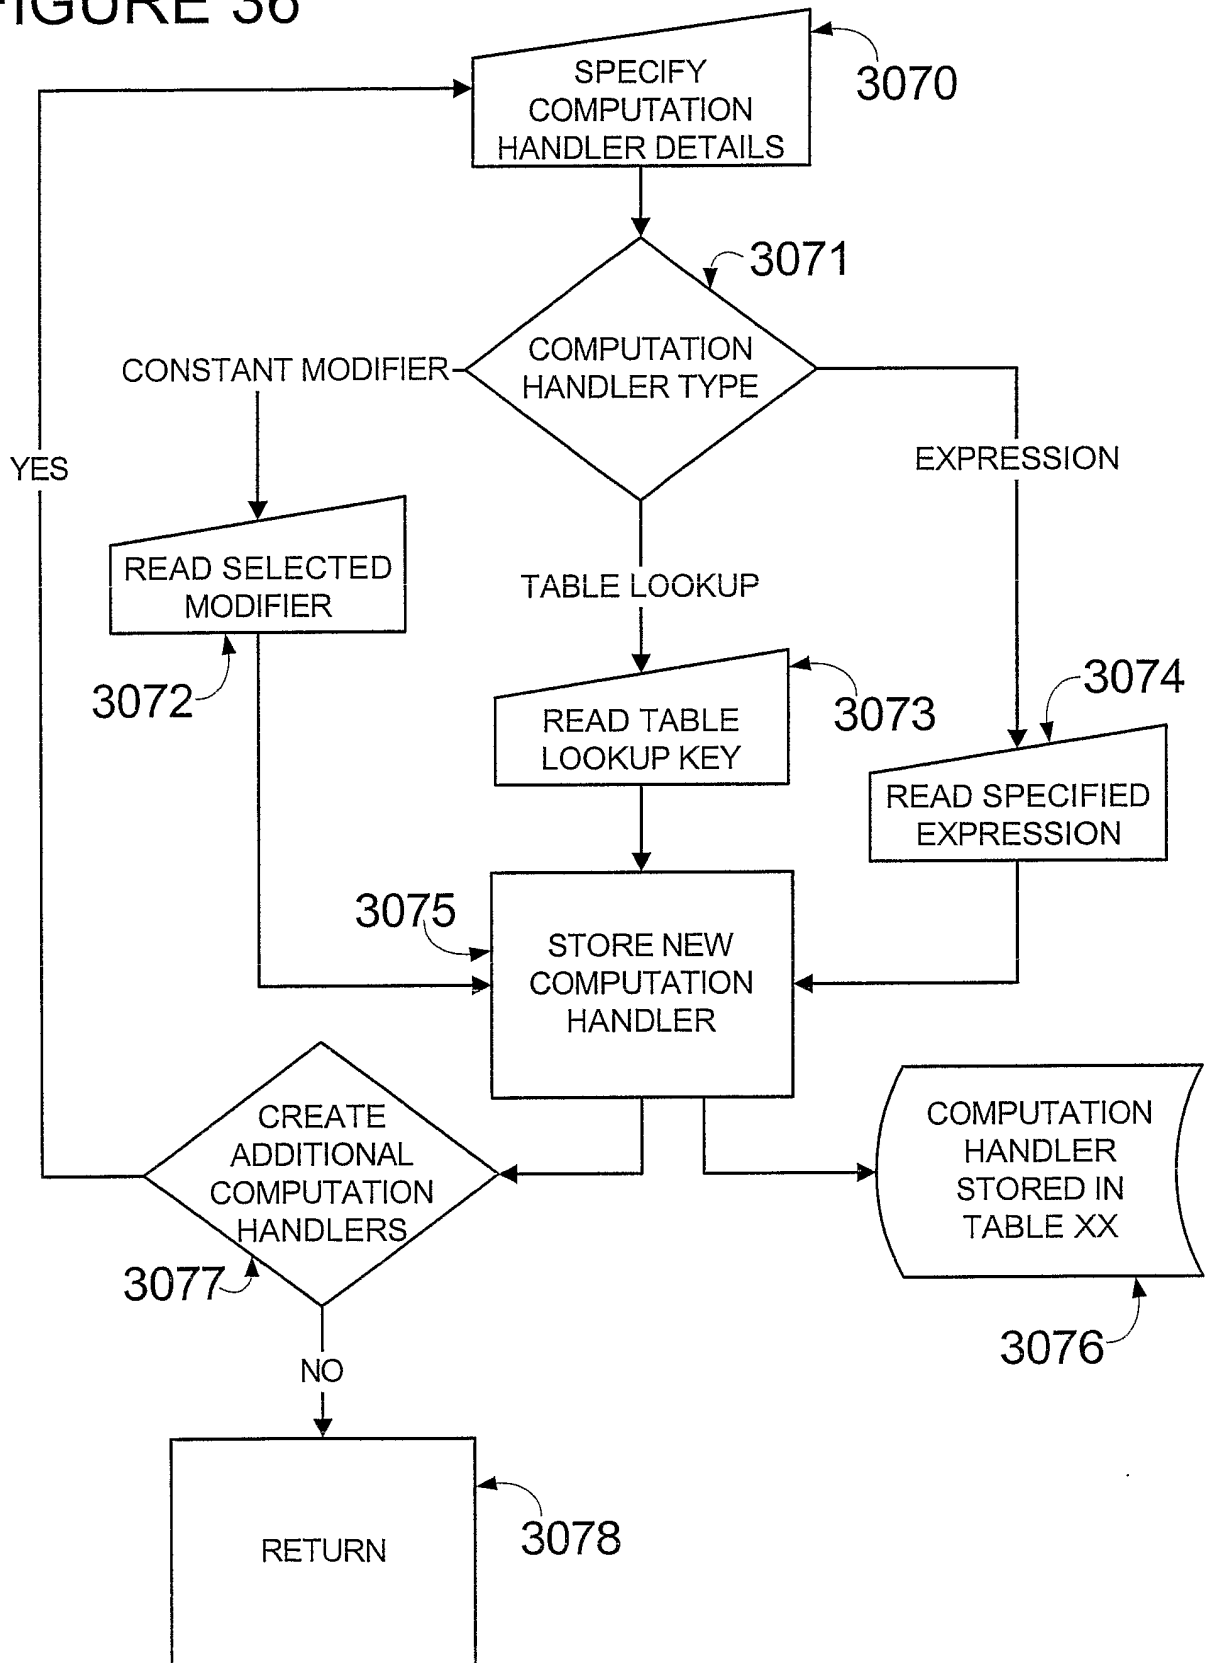 FIGURE 36
SPECIFY
COMPUTATION
HANDLER DETAILS
3070
3071
COMPUTATION
HANDLER TYPE
CONSTANT MODIFIER
YES
EXPRESSION
READ SELECTED
MODIFIER
TABLE LOOKUP
3072
3073
3074
READ TABLE
LOOKUP KEY
READ SPECIFIED
EXPRESSION
3075
STORE NEW
COMPUTATION
HANDLER
CREATE
ADDITIONAL
COMPUTATION
HANDLERS
COMPUTATION
HANDLER
STORED IN
TABLE XX
3077
3076
NO
RETURN
3078